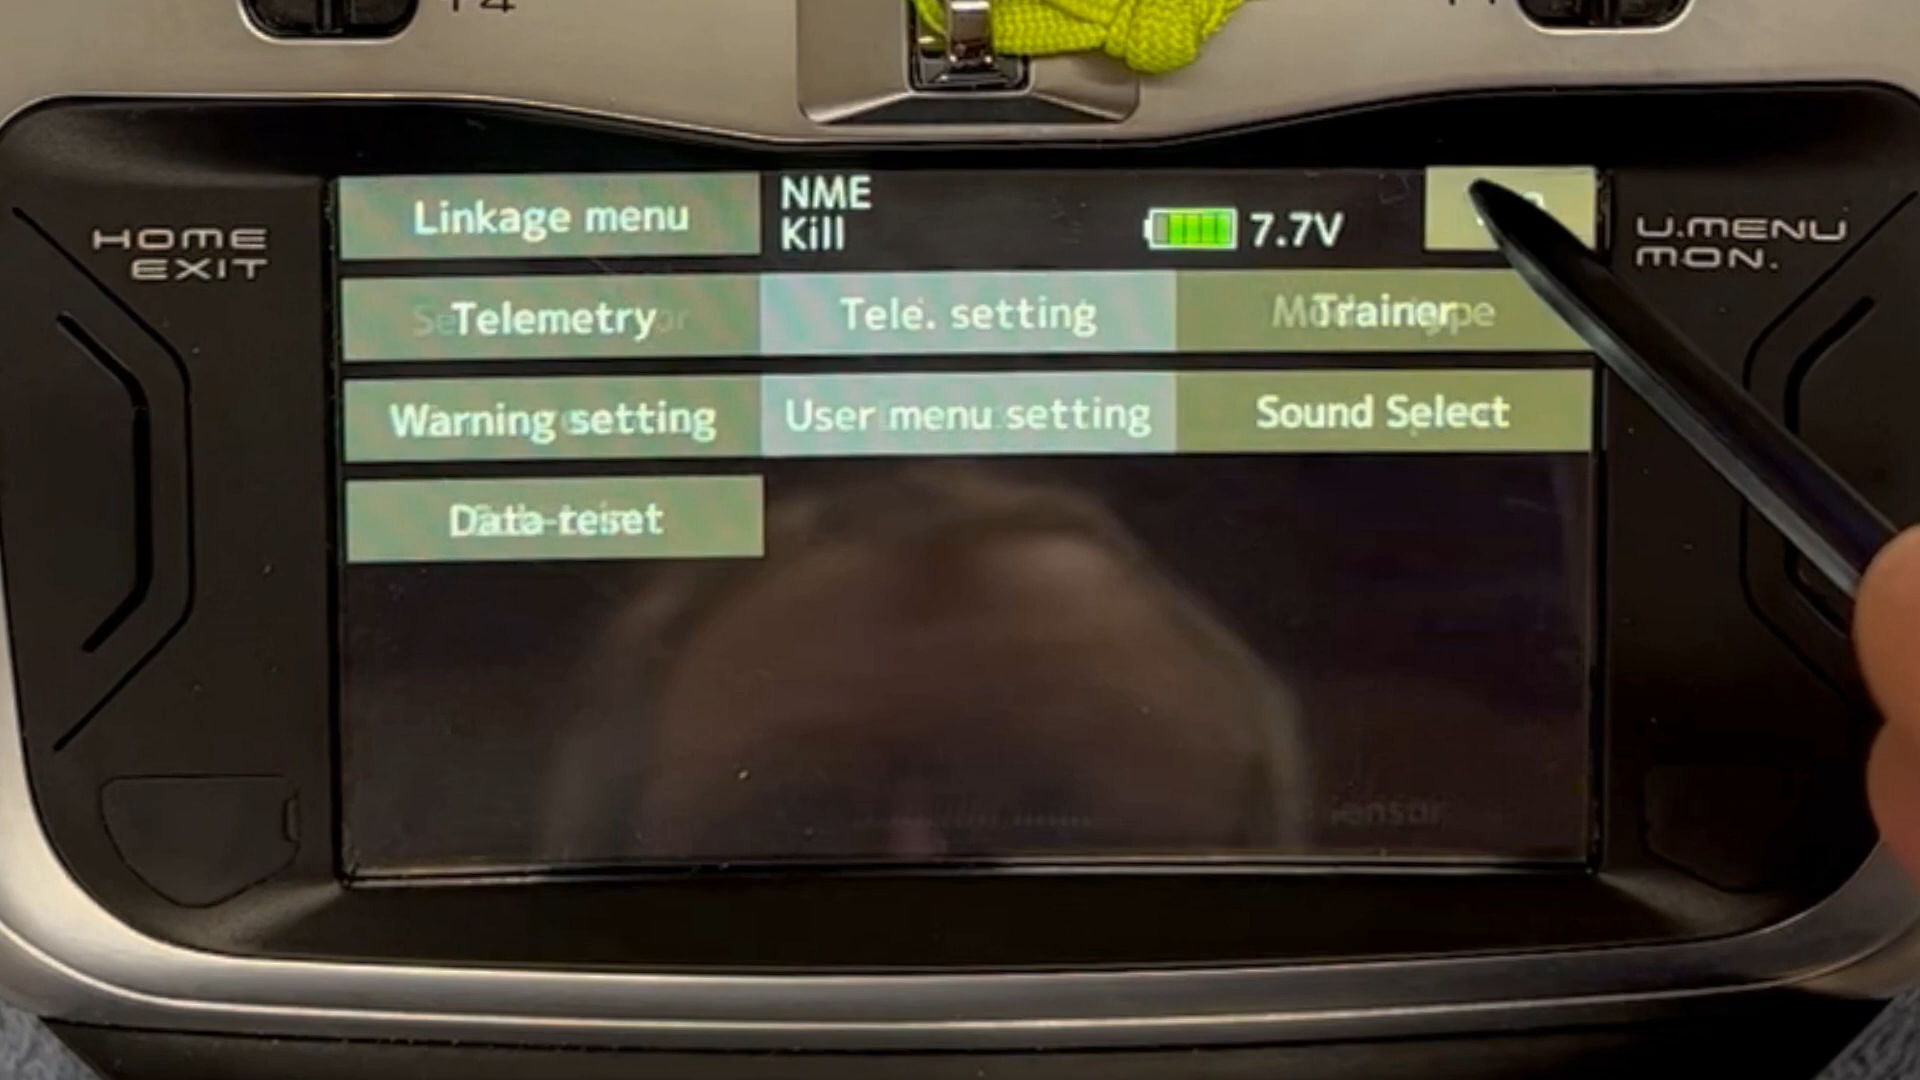 HOME
EXIT
Linkage menu
NME
Kill
7.7V
U.MENU
MON.
Telemetry
Tele. setting
Trainer
Warning setting
User menu setting
Sound Select
Data reset